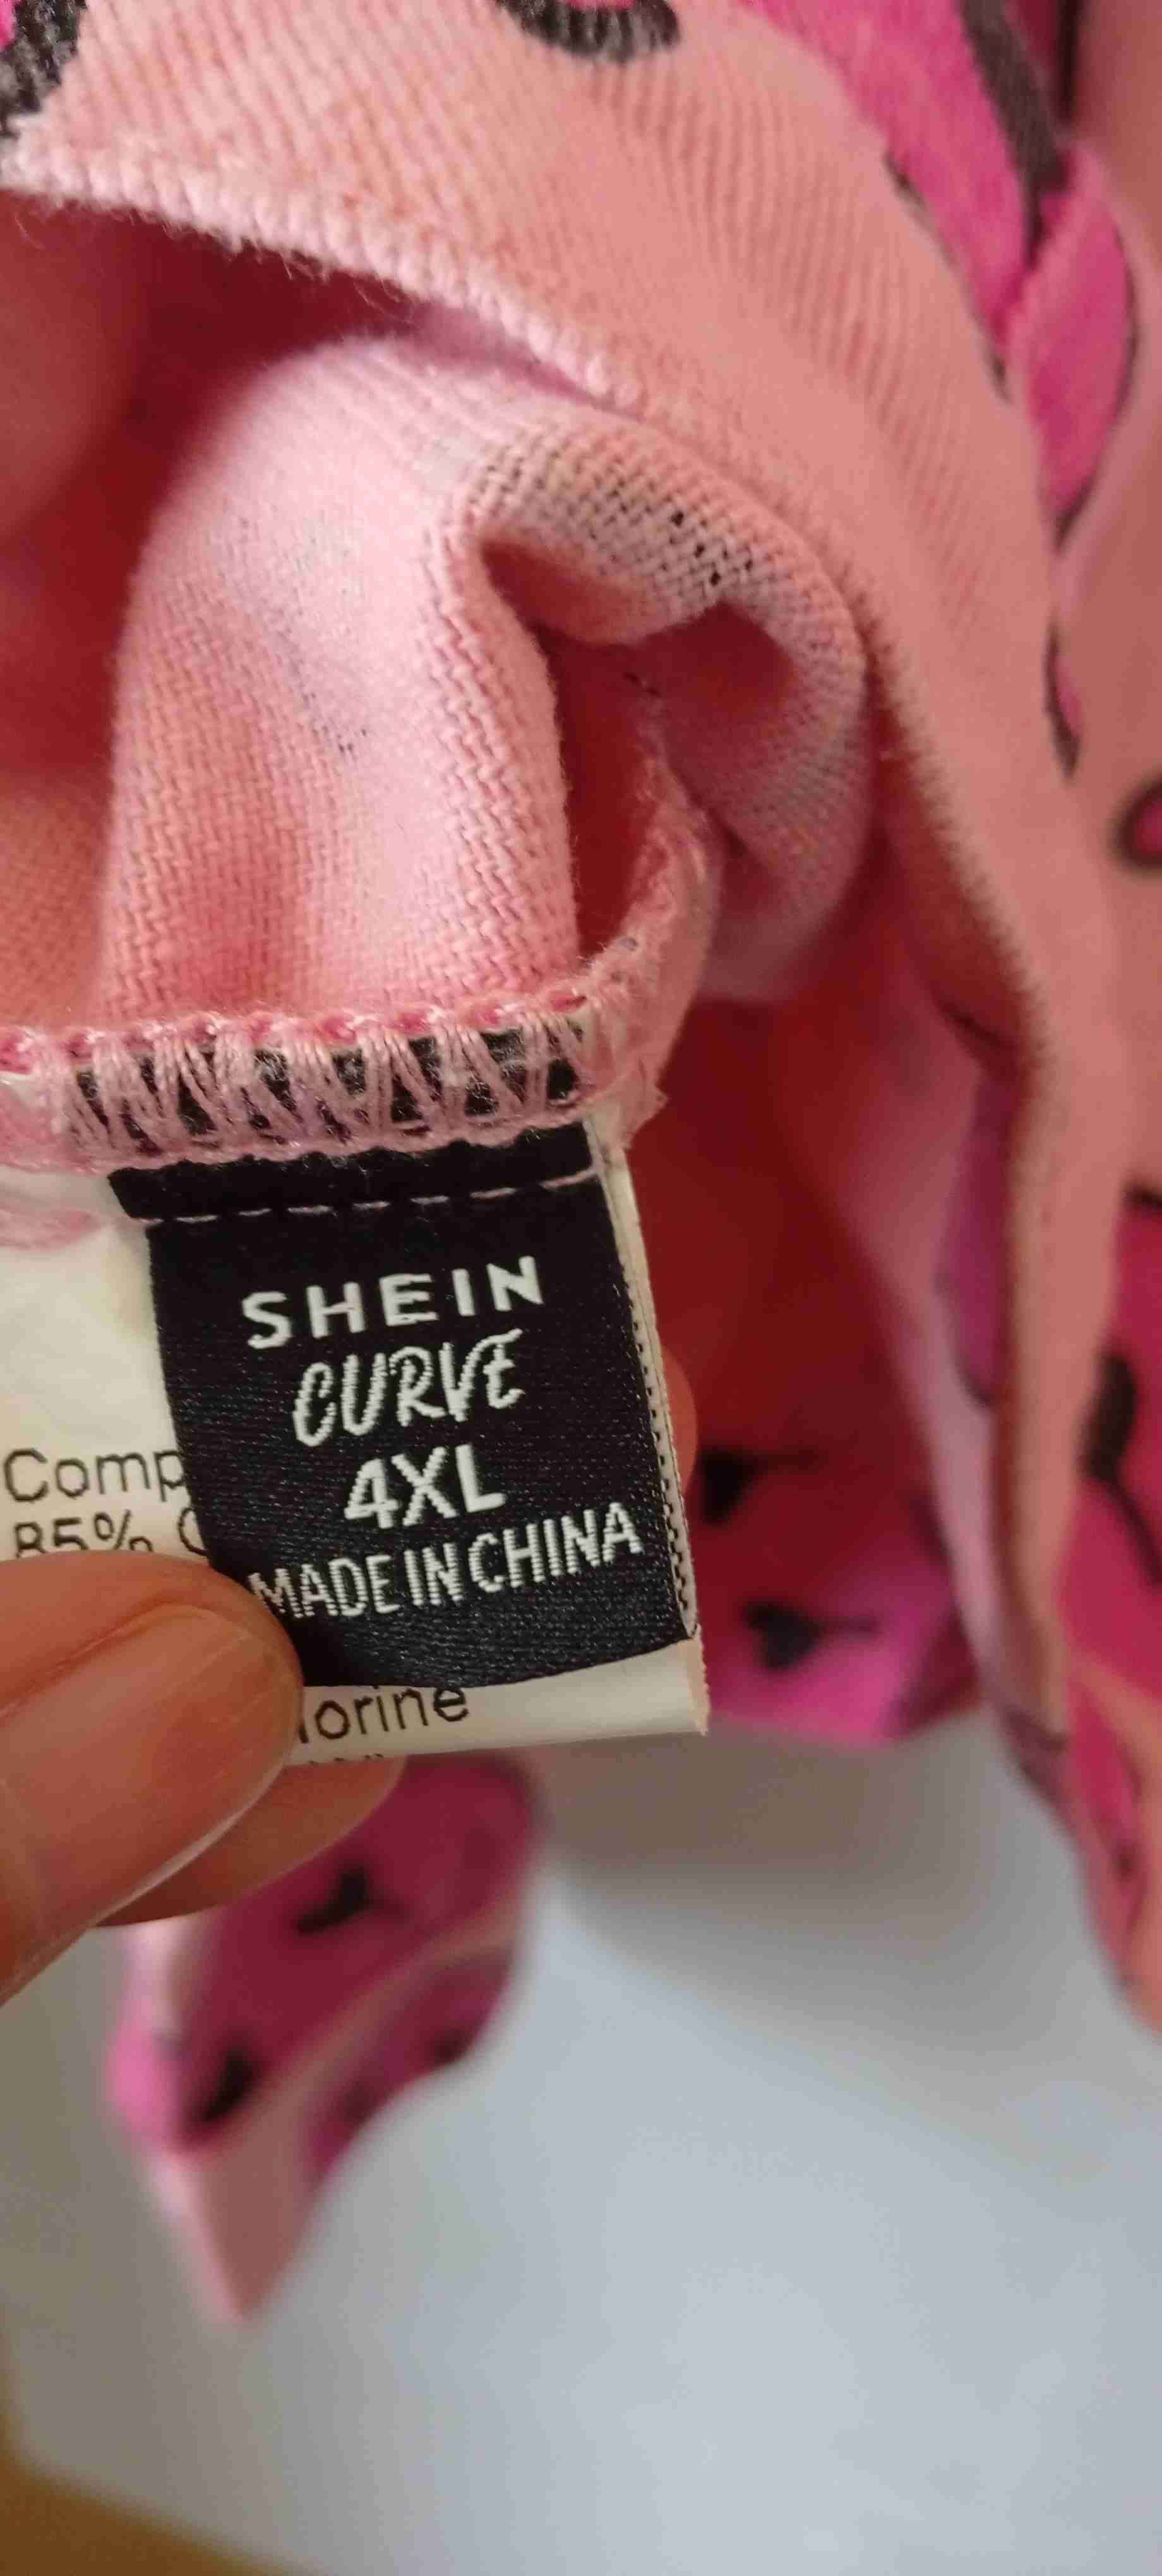 SHEIN
CURVE
4XL
MADE IN CHINA
Comp
85%
lorine